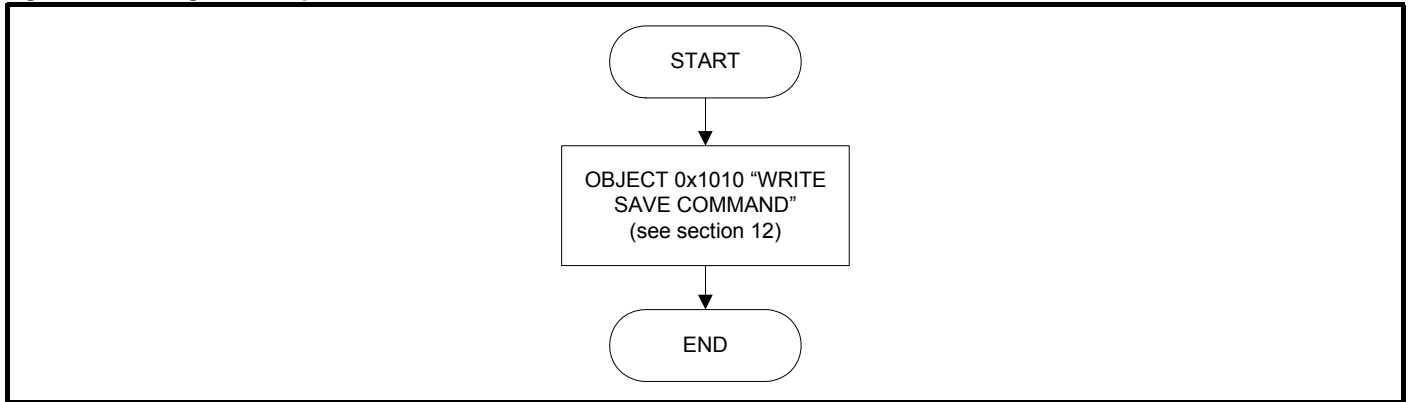 START
OBJECT 0x1010 “WRITE
SAVE COMMAND”
(see section 12)
END